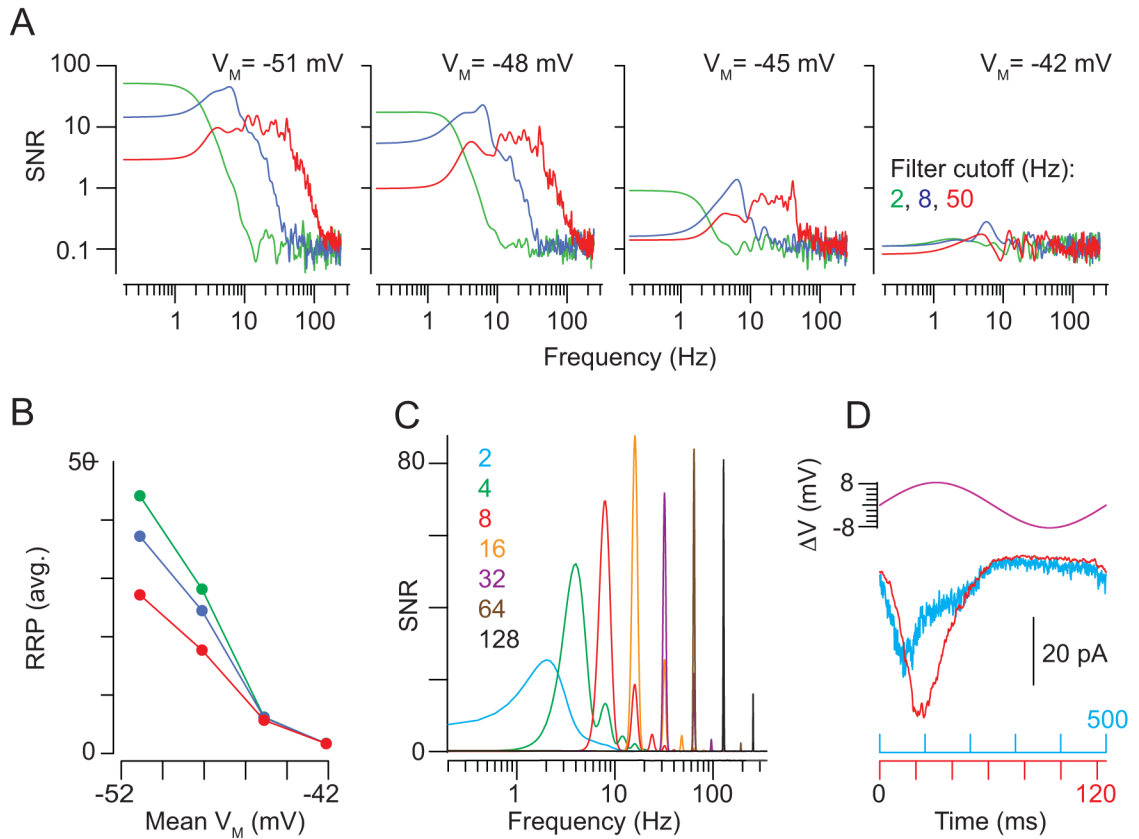 A
V_M = -51 mV
V_M = -48 mV
V_M = -45 mV
V_M = -42 mV
100
10
1
0.1
SNR
Filter cutoff (Hz):
2, 8, 50
1 10 100
1 10 100
1 10 100
1 10 100
Frequency (Hz)
B
50
0
RRP (avg.)
-52
-42
Mean V_M (mV)
C
80
0
SNR
2
4
8
16
32
64
128
1 10 100
Frequency (Hz)
D
8
-8
ΔV (mV)
20 pA
500
0
120
Time (ms)